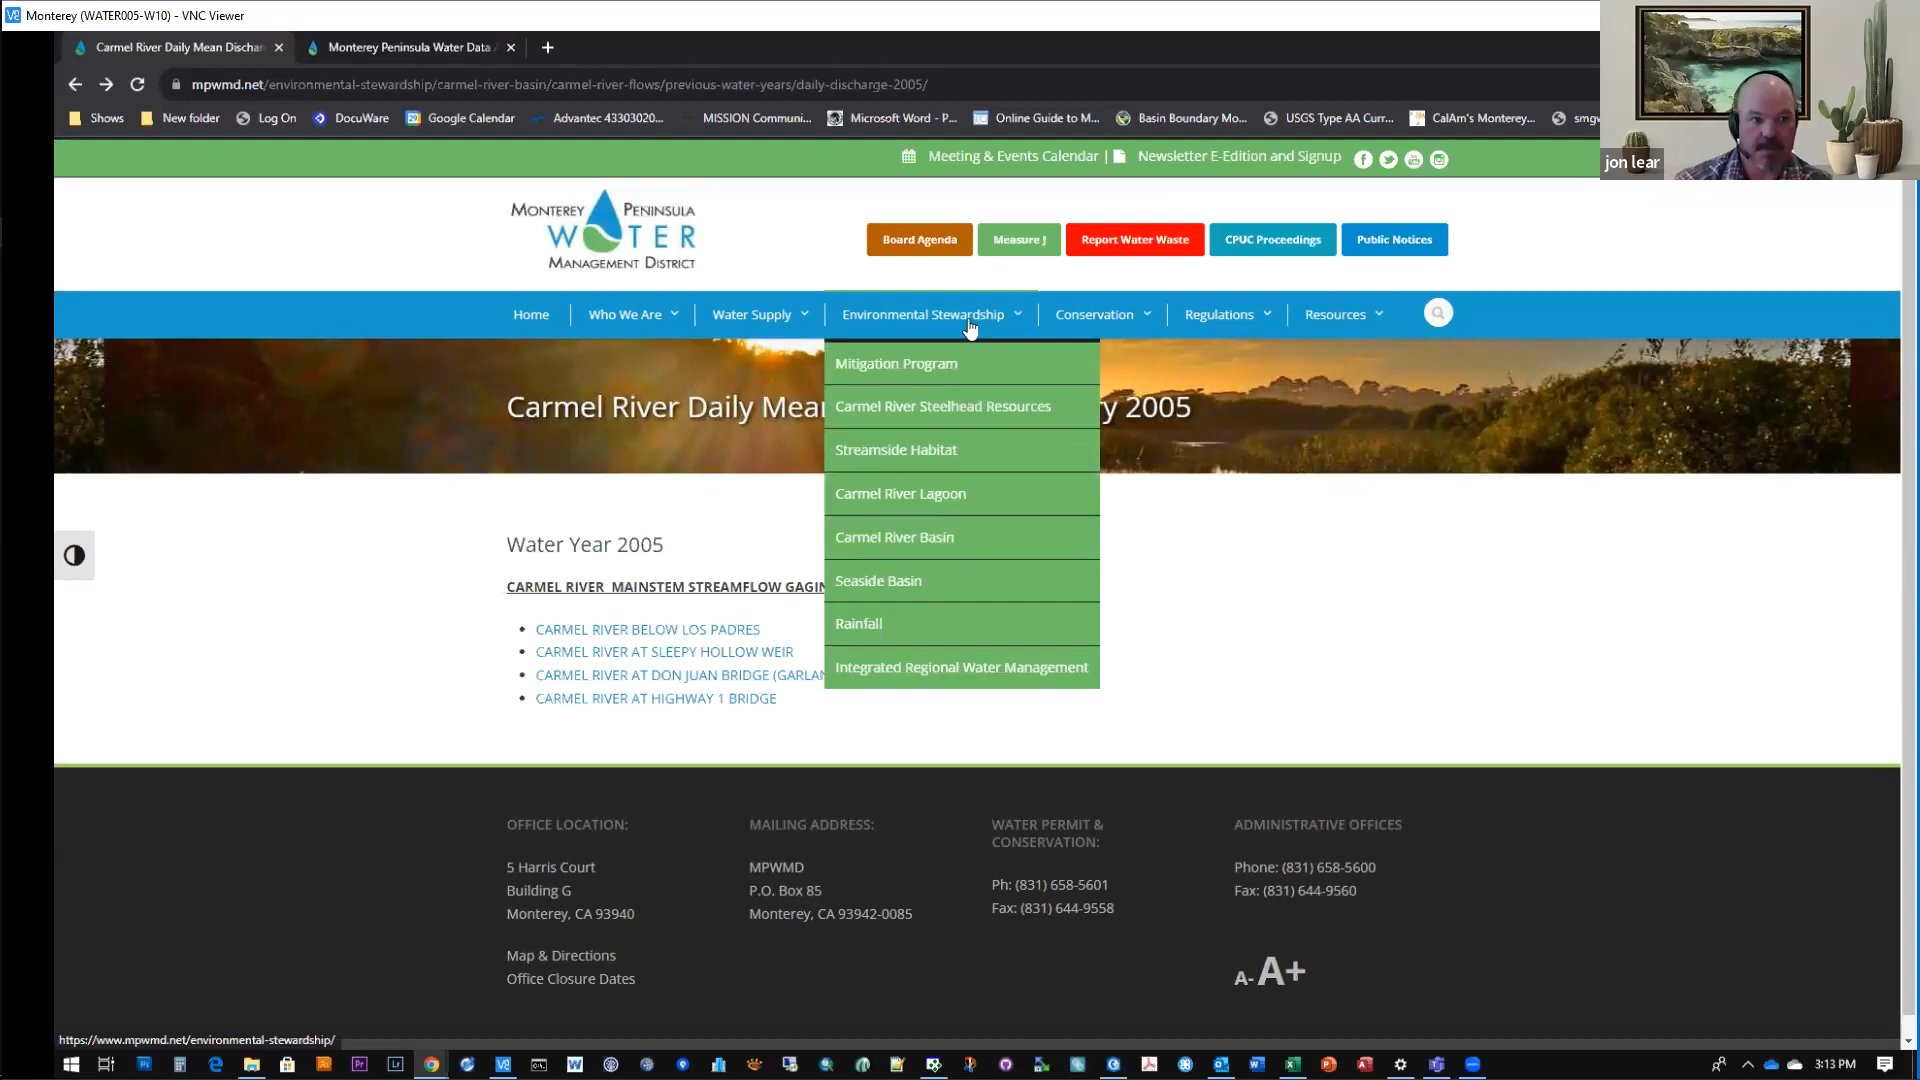 Monterey (WATER005-W10) - VNC Viewer
Carmel River Daily Mean Dischar
Monterey Peninsula Water Data
mpwmd.net/environmental-stewardship/carmel-river-basin/carmel-river-flows/previous-water-years/daily-discharge-2005/
Shows
New folder
Log On
DocuWare
Google Calendar
Advantec 43303020...
MISSION Communi...
Microsoft Word - P...
Online Guide to M...
Basin Boundary Mo...
USGS Type AA Curr...
CalAm's Monterey...
smgw
jon lear
Meeting & Events Calendar |
Newsletter E-Edition and Signup
MONTEREY PENINSULA
WATER
MANAGEMENT DISTRICT
Board Agenda
Measure J
Report Water Waste
CPUC Proceedings
Public Notices
Home
Who We Are
Water Supply
Environmental Stewardship
Conservation
Regulations
Resources
Mitigation Program
Carmel River Steelhead Resources
Streamside Habitat
Carmel River Lagoon
Carmel River Basin
Seaside Basin
Rainfall
Integrated Regional Water Management
Carmel River Daily Mea
y 2005
Water Year 2005
CARMEL RIVER MAINSTEM STREAMFLOW GAGIN
• CARMEL RIVER BELOW LOS PADRES
• CARMEL RIVER AT SLEEPY HOLLOW WEIR
• CARMEL RIVER AT DON JUAN BRIDGE (GARLAN
• CARMEL RIVER AT HIGHWAY 1 BRIDGE
OFFICE LOCATION:
5 Harris Court
Building G
Monterey, CA 93940
Map & Directions
Office Closure Dates
MAILING ADDRESS:
MPWMD
P.O. Box 85
Monterey, CA 93942-0085
WATER PERMIT &
CONSERVATION:
Ph: (831) 658-5601
Fax: (831) 644-9558
ADMINISTRATIVE OFFICES
Phone: (831) 658-5600
Fax: (831) 644-9560
A- A+
https://www.mpwmd.net/environmental-stewardship/
3:13 PM